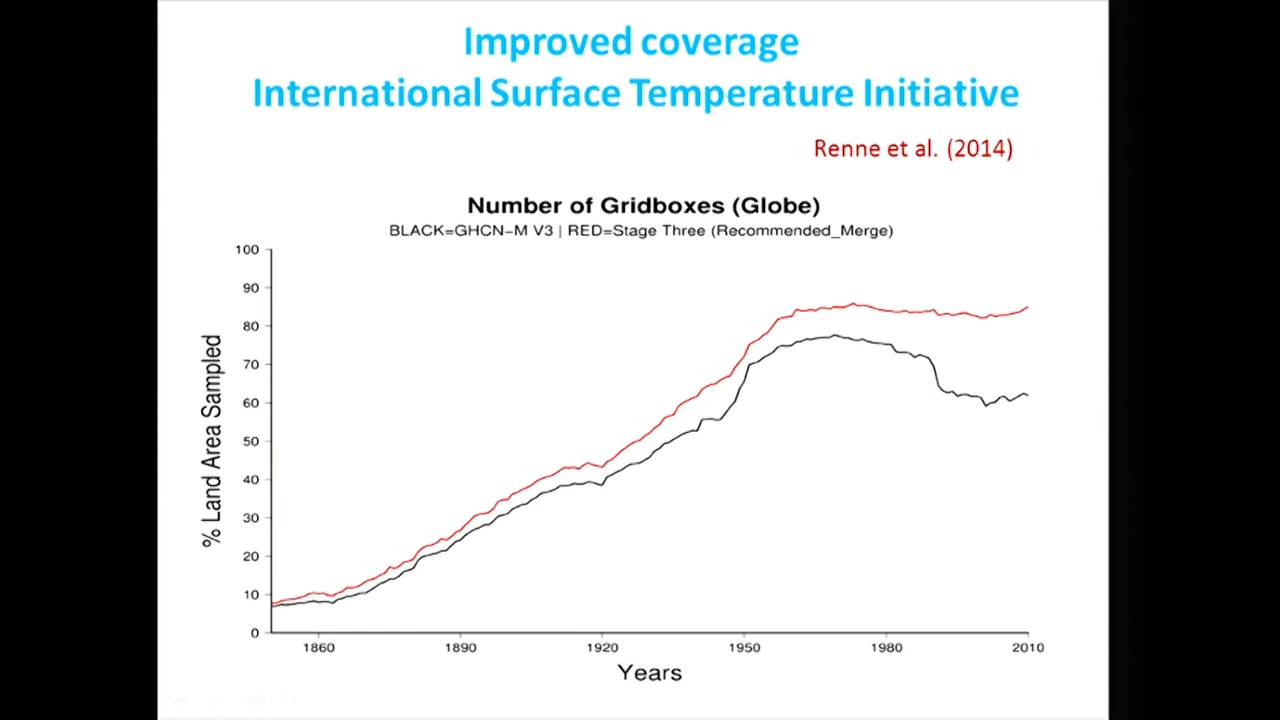 Improved coverage
International Surface Temperature Initiative
Renne et al. (2014)
Number of Gridboxes (Globe)
BLACK=GHCN−M V3 | RED=Stage Three (Recommended_Merge)
% Land Area Sampled
100
90
80
70
60
50
40
30
20
10
0
1860 1890 1920 1950 1980 2010
Years